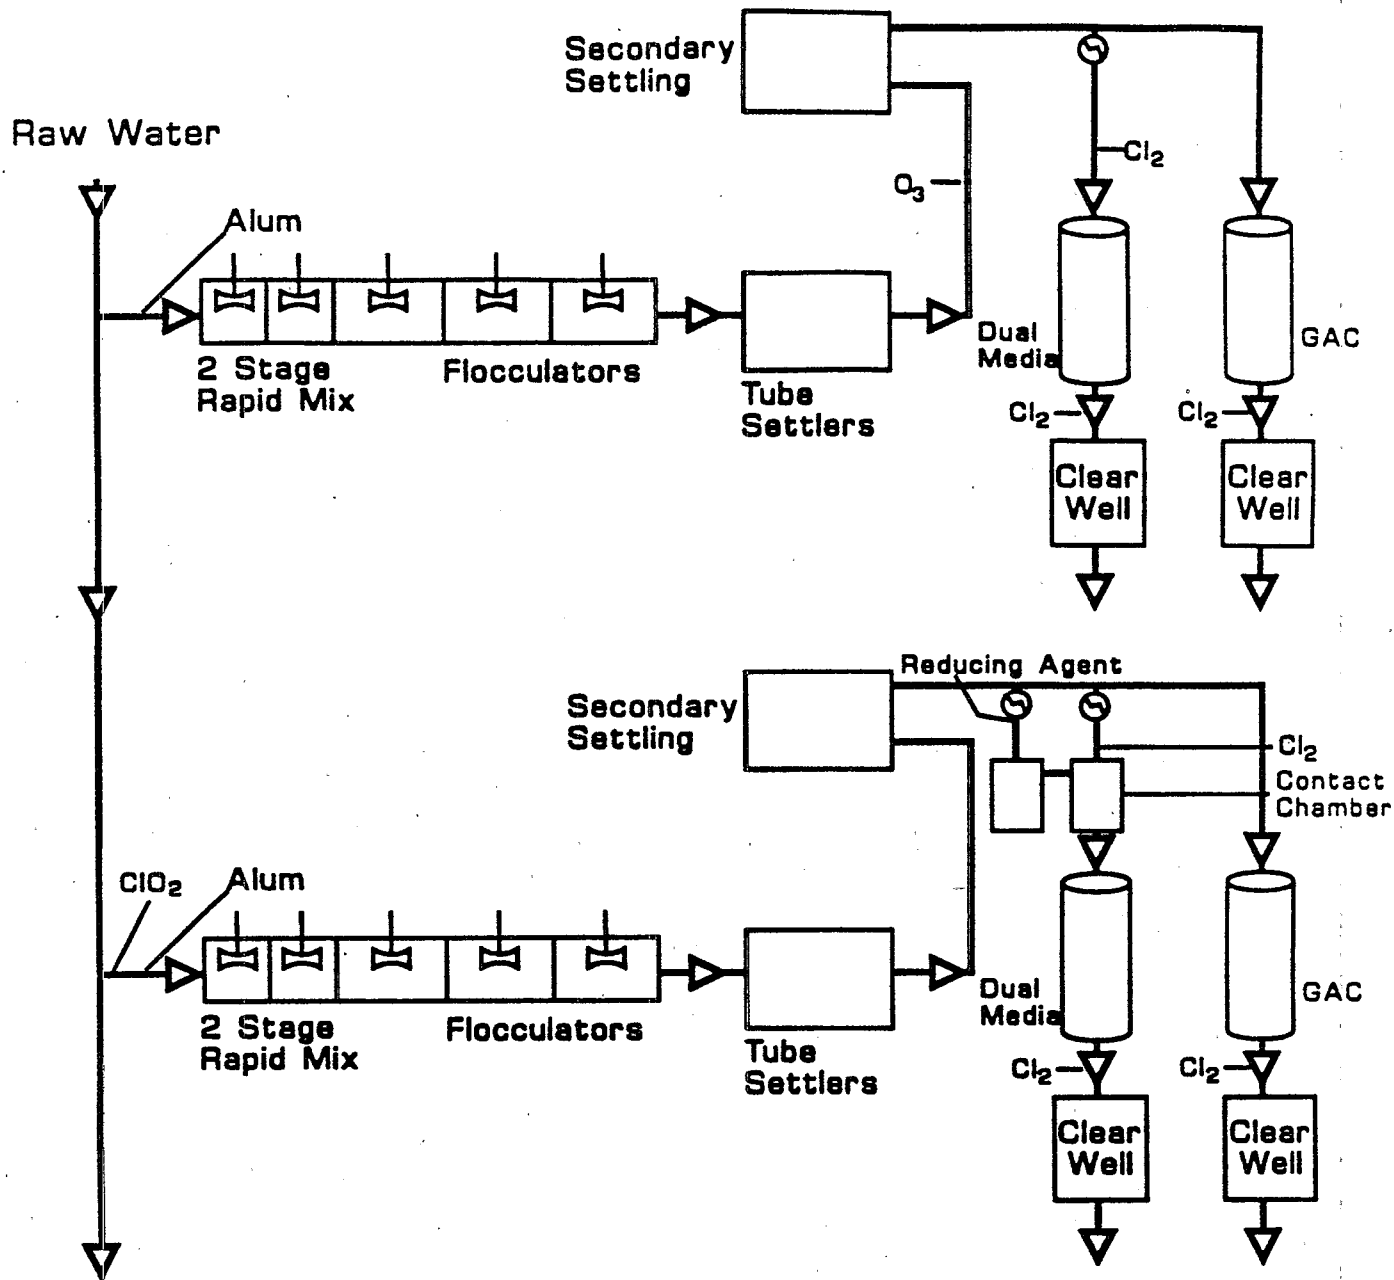 Secondary
Settling
Raw Water
Cl₂
O₃
Alum
Dual
Media
GAC
2 Stage
Rapid Mix
Flocculators
Tube
Settlers
Cl₂
Cl₂
Clear
Well
Clear
Well
Reducing Agent
Secondary
Settling
Cl₂
Contact
Chamber
ClO₂
Alum
Dual
Media
GAC
2 Stage
Rapid Mix
Flocculators
Tube
Settlers
Cl₂
Cl₂
Clear
Well
Clear
Well